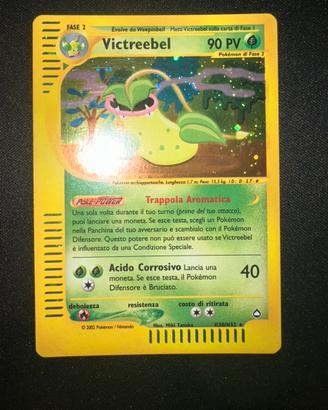 FASE 2
Evolve da Weepinbell
Metti Victreebel sulla carta di Fase 1
Victreebel
90 PV
Pokémon di Fase 2
Pokémon acchiappamosche. Lunghezza: 1,7 m; Peso: 15,5 kg.
POKé-POWER
Trappola Aromatica
Una sola volta durante il tuo turno (prima del tuo attacco),
puoi lanciare una moneta. Se esce testa, scegli un Pokémon
nella Panchina del tuo avversario e scambialo con il Pokémon
Difensore. Questo potere non può essere usato se Victreebel
è influenzato da una Condizione Speciale.
Acido Corrosivo Lancia una
moneta. Se esce testa, il Pokémon
Difensore è Bruciato.
40
debolezza
resistenza
costo di ritirata
© 2002 Pokémon / Nintendo.
Illus. Miki Tanaka
H30/H32